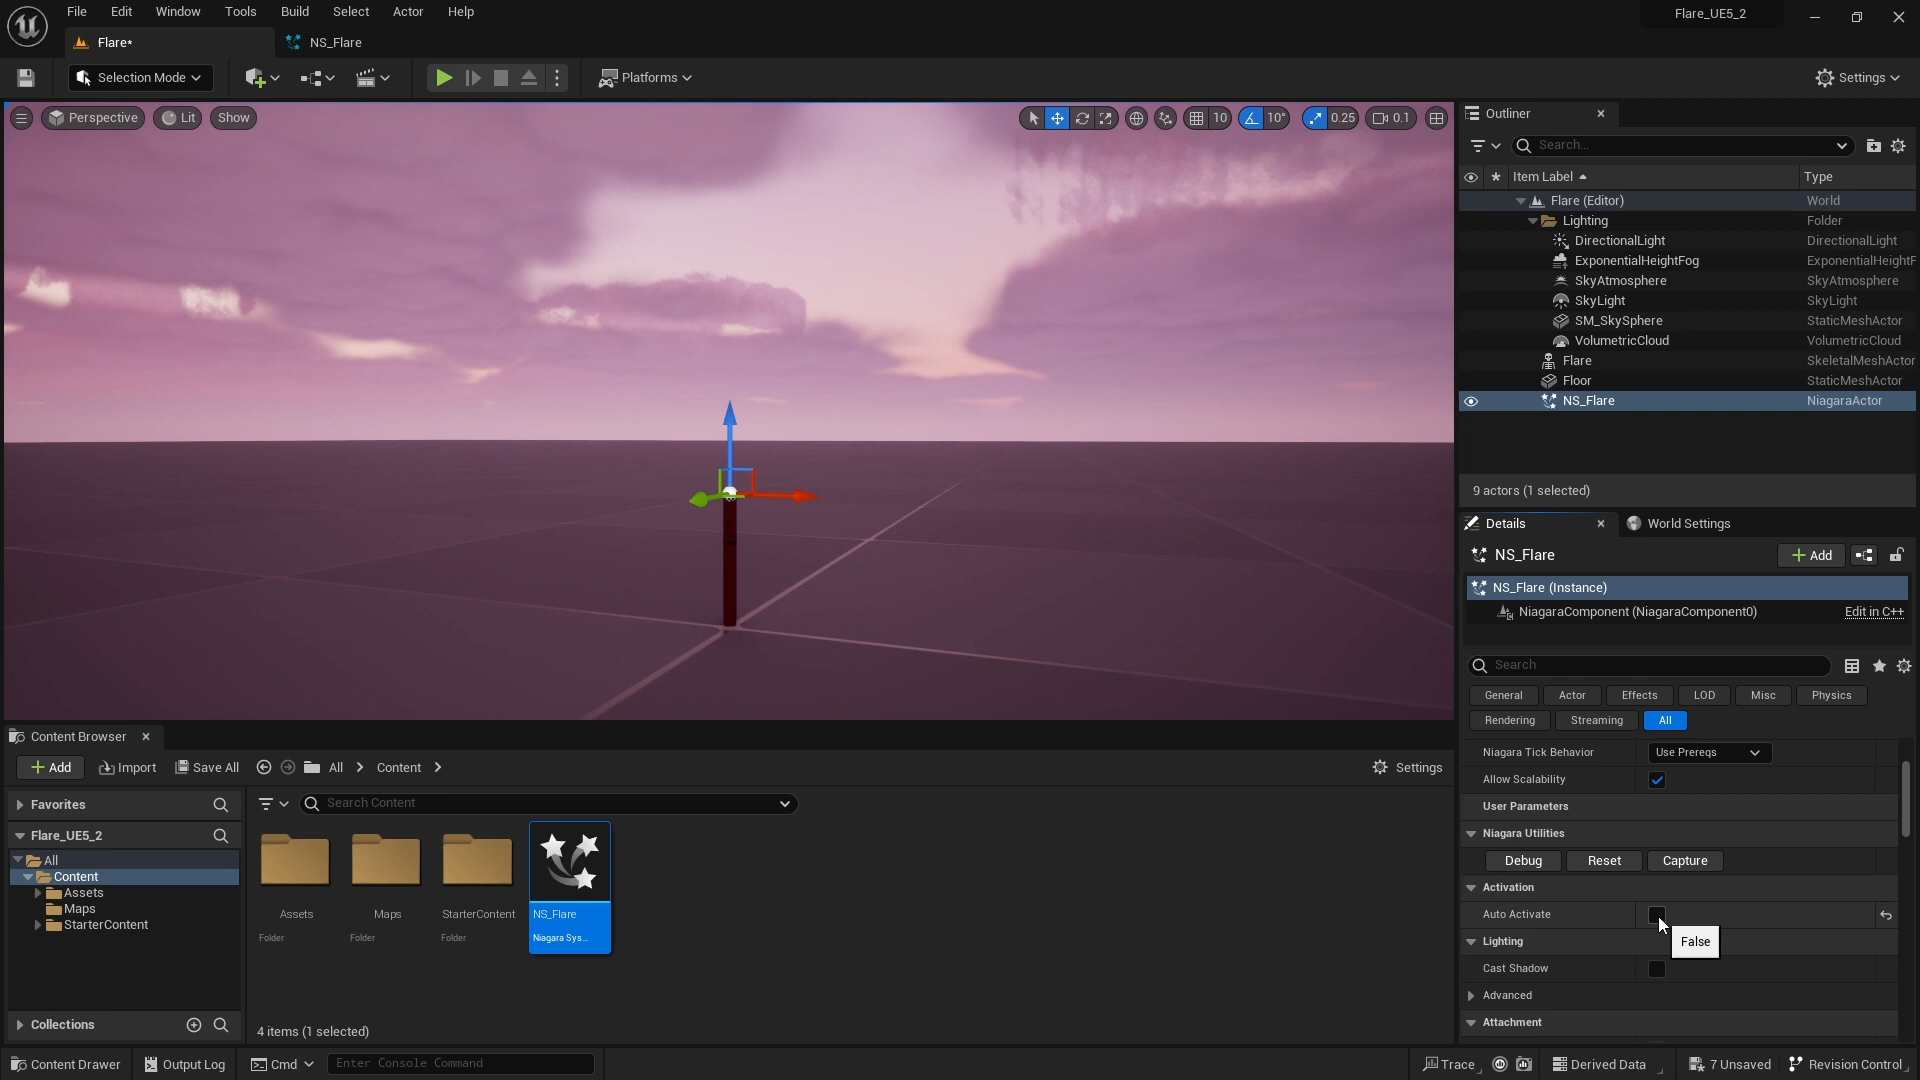 File Edit Window Tools Build Select Actor Help
Flare_UE5_2
Flare•
NS_Flare
Selection Mode
Platforms
Settings
Perspective
Lit
Show
10
10°
0.25
0.1
Outliner
Search...
Item Label
Type
Flare (Editor)
World
Lighting
Folder
DirectionalLight
DirectionalLight
ExponentialHeightFog
ExponentialHeightF
SkyAtmosphere
SkyAtmosphere
SkyLight
SkyLight
SM_SkySphere
StaticMeshActor
VolumetricCloud
VolumetricCloud
Flare
SkeletalMeshActor
Floor
StaticMeshActor
NS_Flare
NiagaraActor
9 actors (1 selected)
Details
World Settings
NS_Flare
Add
NS_Flare (Instance)
NiagaraComponent (NiagaraComponent0)
Edit in C++
Search
General
Actor
Effects
LOD
Misc
Physics
Rendering
Streaming
All
Niagara Tick Behavior
Use Prereqs
Allow Scalability
User Parameters
Niagara Utilities
Debug
Reset
Capture
Activation
Auto Activate
False
Lighting
Cast Shadow
Advanced
Attachment
Content Browser
Add
Import
Save All
All
Content
Settings
Favorites
Flare_UE5_2
All
Content
Assets
Maps
StarterContent
Collections
Search Content
Assets
Folder
Maps
Folder
StarterContent
Folder
NS_Flare
Niagara Sys...
4 items (1 selected)
Content Drawer
Output Log
Cmd
Enter Console Command
Trace
Derived Data
7 Unsaved
Revision Control